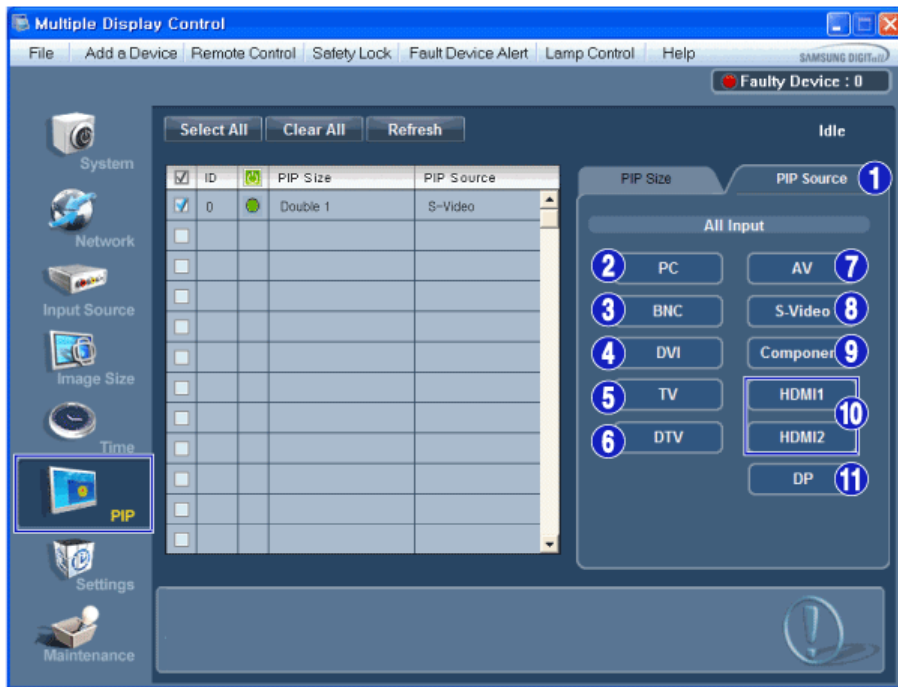 Multiple Display Control
File Add a Device Remote Control Safety Lock Fault Device Alert Lamp Control Help SAMSUNG DIGITall
Faulty Device : 0
Select All Clear All Refresh Idle
System
Network
Input Source
Image Size
Time
PIP
Settings
Maintenance
ID PIP Size PIP Source
0 Double 1 S-Video
PIP Size PIP Source 1
All Input
2 PC AV 7
3 BNC S-Video 8
4 DVI Componen 9
5 TV HDMI1
10
6 DTV HDMI2
DP 11